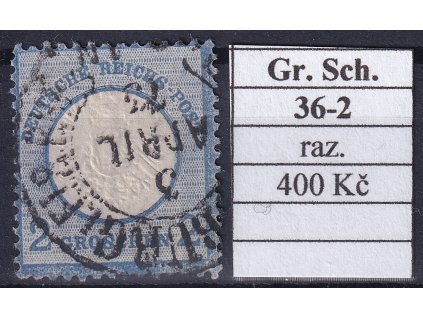 DEUTSCHE REICHS-POST
APRIL
2
GROSCHEN
Gr. Sch.
36-2
raz.
400 Kč